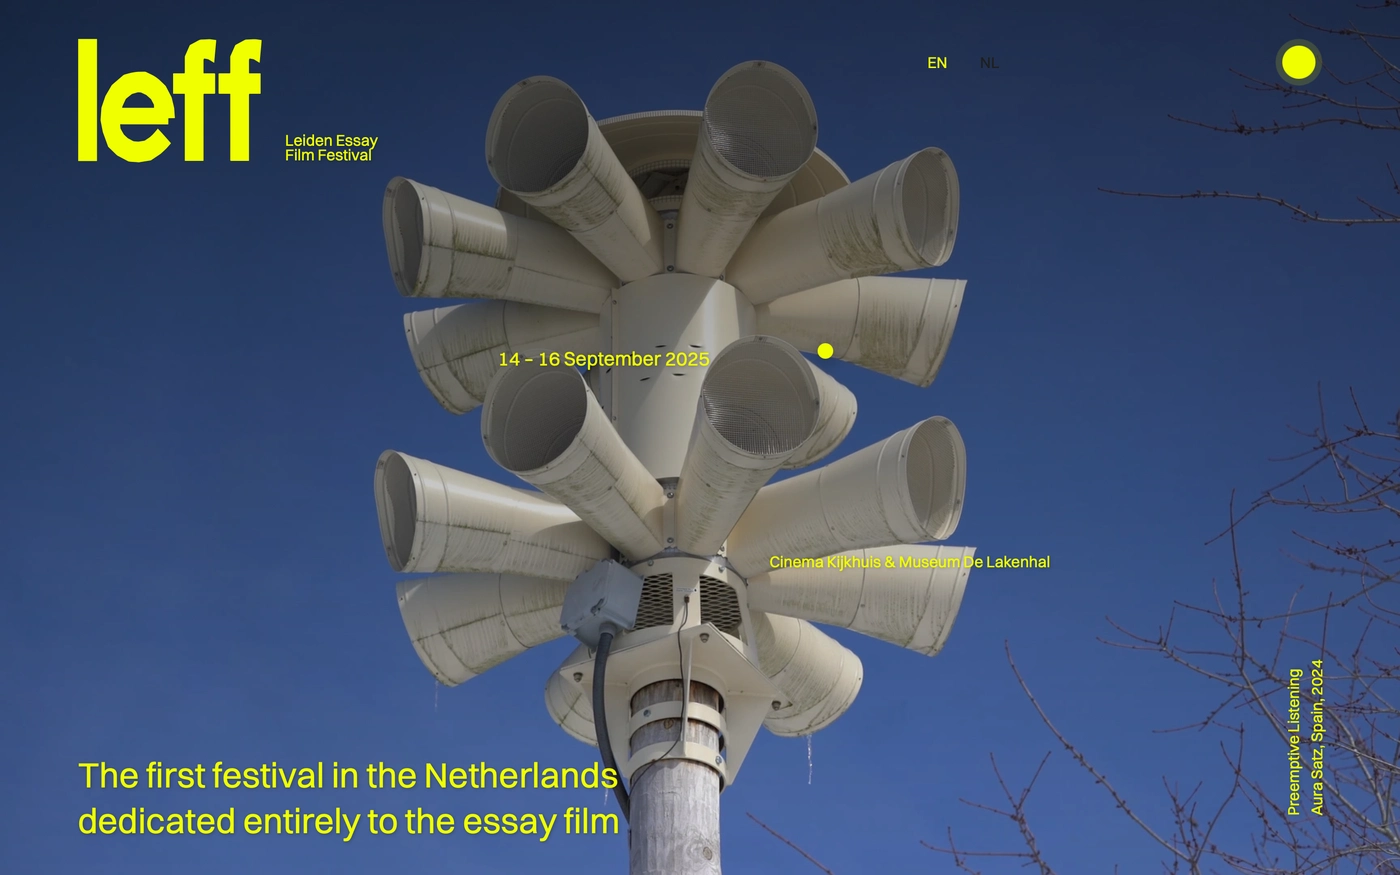 leff
Leiden Essay
Film Festival
EN
NL
14 – 16 September 2025
Cinema Kijkhuis & Museum De Lakenhal
The first festival in the Netherlands
dedicated entirely to the essay film
Preemptive Listening
Aura Satz, Spain, 2024